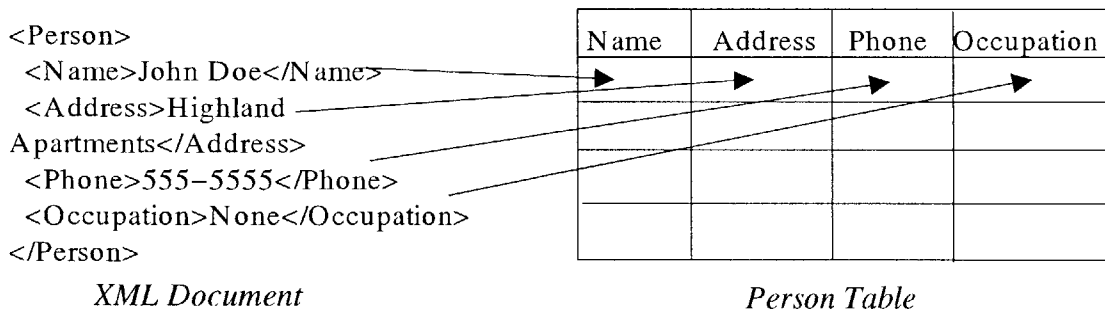 <Person>
<Name>John Doe</Name>
<Address>Highland
Apartments</Address>
<Phone>555–5555</Phone>
<Occupation>None</Occupation>
</Person>
XML Document
Name Address Phone Occupation
Person Table